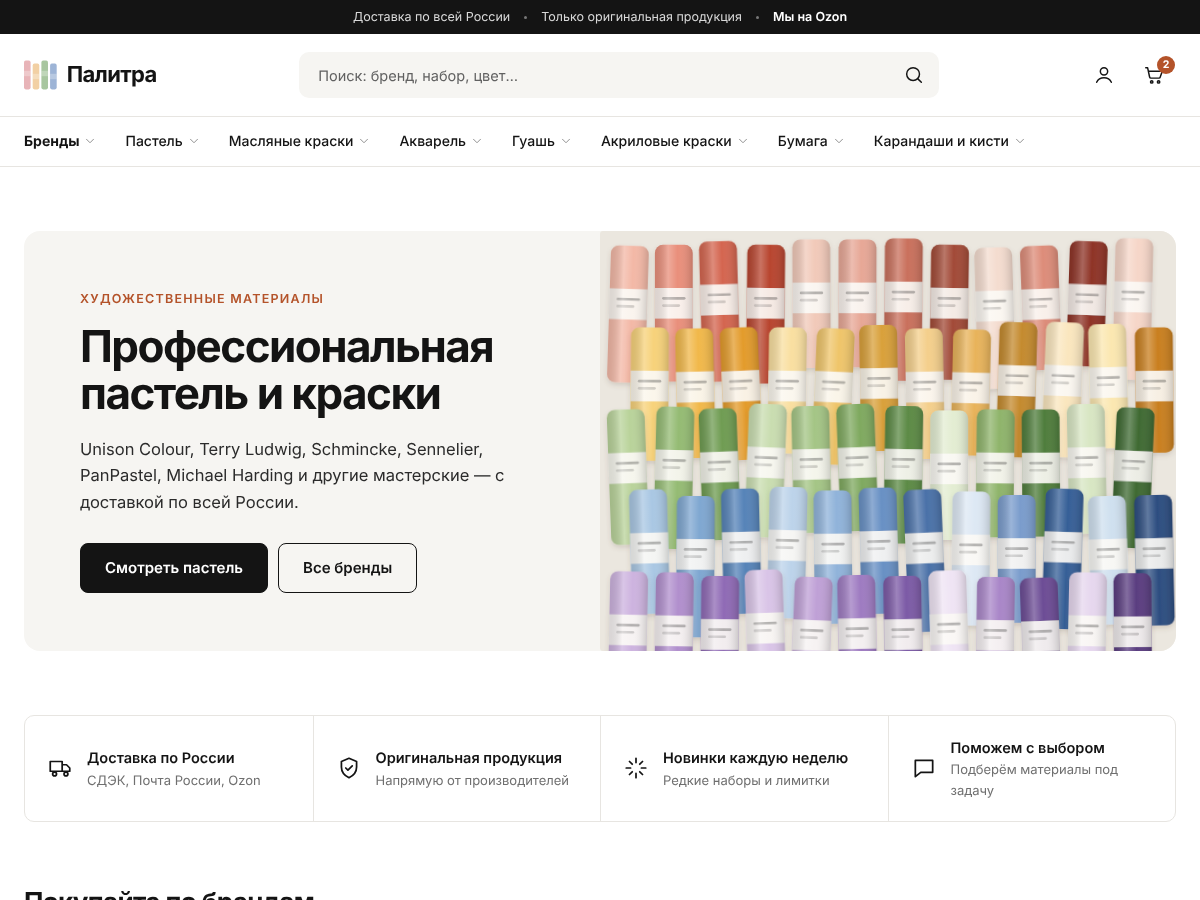 Доставка по всей России • Только оригинальная продукция • Мы на Ozon
Палитра
Поиск: бренд, набор, цвет...
2
Бренды Пастель Масляные краски Акварель Гуашь Акриловые краски Бумага Карандаши и кисти
ХУДОЖЕСТВЕННЫЕ МАТЕРИАЛЫ
Профессиональная
пастель и краски
Unison Colour, Terry Ludwig, Schmincke, Sennelier,
PanPastel, Michael Harding и другие мастерские — с
доставкой по всей России.
Смотреть пастель Все бренды
Доставка по России
СДЭК, Почта России, Ozon
Оригинальная продукция
Напрямую от производителей
Новинки каждую неделю
Редкие наборы и лимитки
Поможем с выбором
Подберём материалы под
задачу
Покупайте по брендам